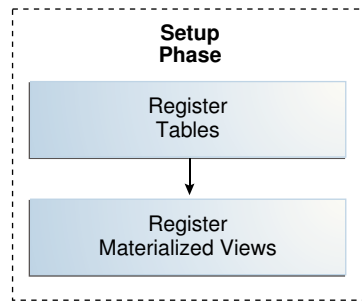 Setup
Phase
Register
Tables
Register
Materialized Views